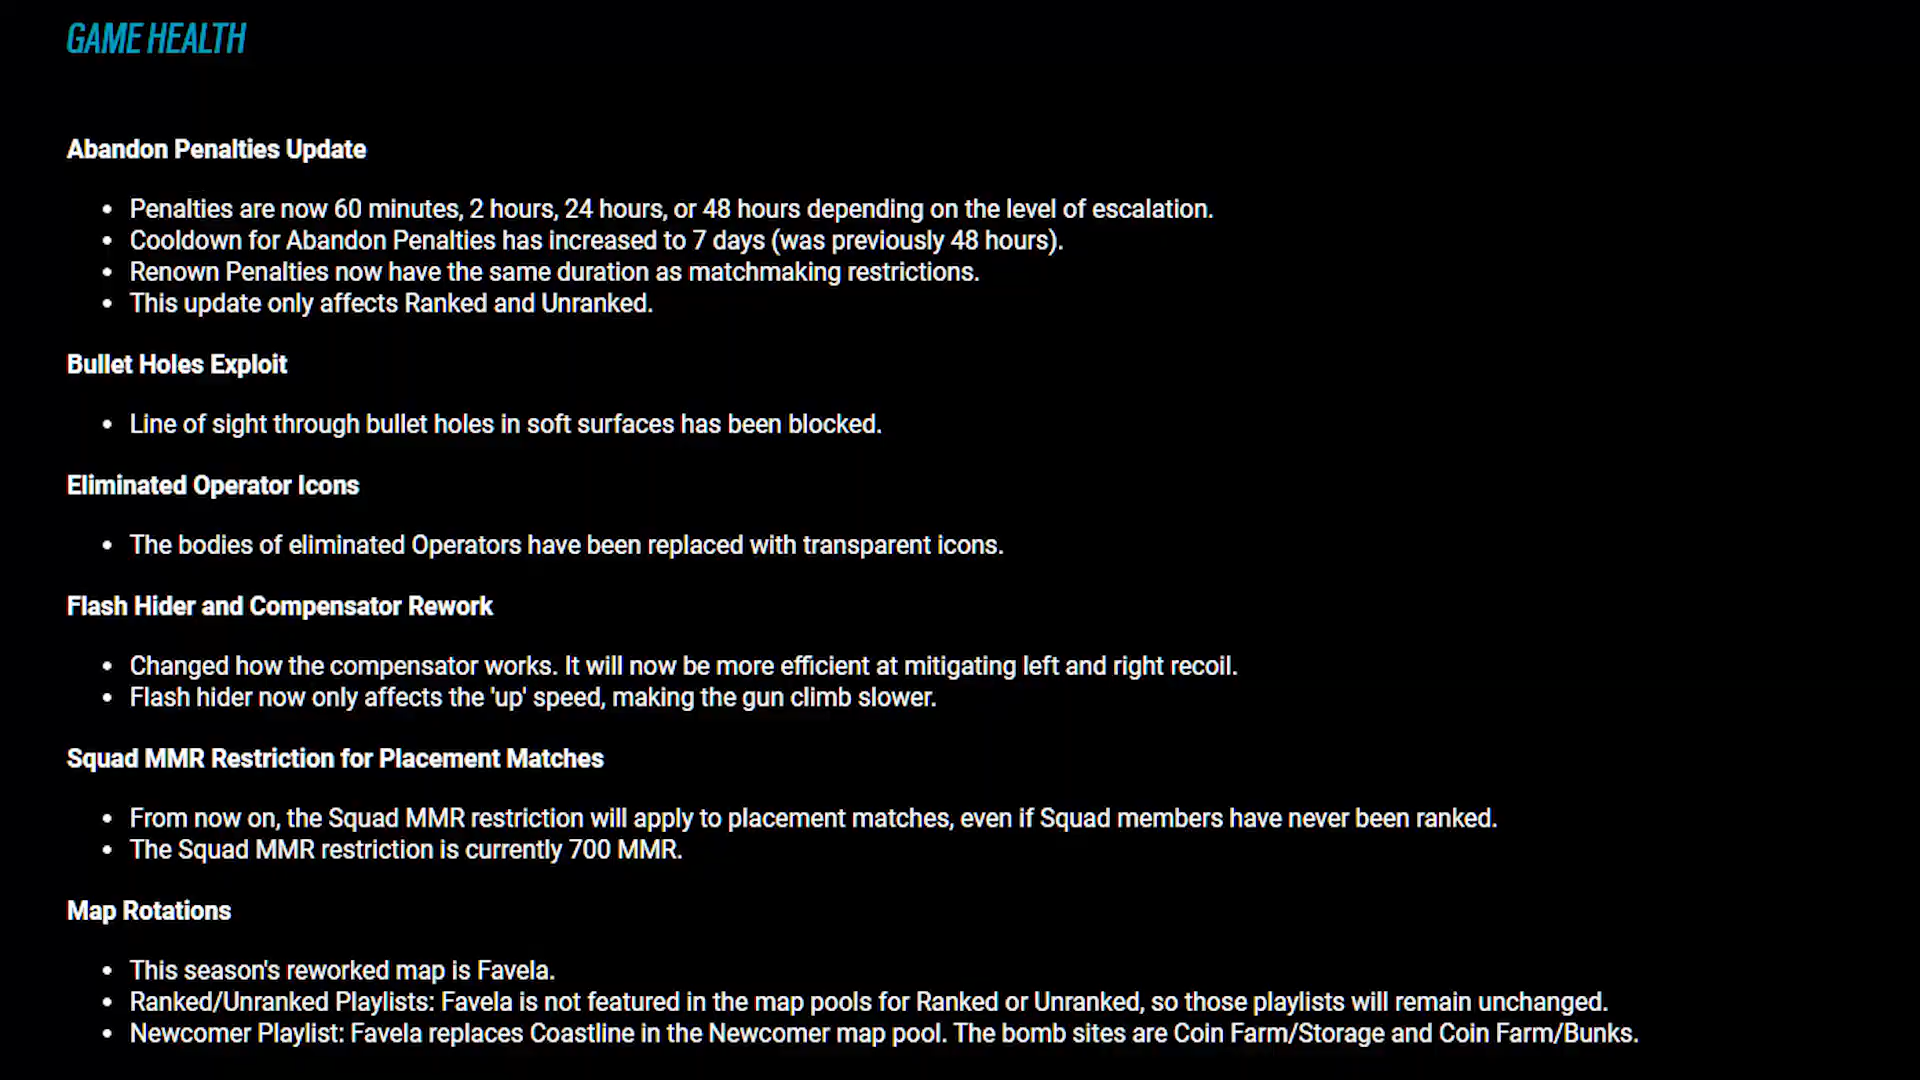 GAME HEALTH
Abandon Penalties Update
• Penalties are now 60 minutes, 2 hours, 24 hours, or 48 hours depending on the level of escalation.
• Cooldown for Abandon Penalties has increased to 7 days (was previously 48 hours).
• Renown Penalties now have the same duration as matchmaking restrictions.
• This update only affects Ranked and Unranked.
Bullet Holes Exploit
• Line of sight through bullet holes in soft surfaces has been blocked.
Eliminated Operator Icons
• The bodies of eliminated Operators have been replaced with transparent icons.
Flash Hider and Compensator Rework
• Changed how the compensator works. It will now be more efficient at mitigating left and right recoil.
• Flash hider now only affects the 'up' speed, making the gun climb slower.
Squad MMR Restriction for Placement Matches
• From now on, the Squad MMR restriction will apply to placement matches, even if Squad members have never been ranked.
• The Squad MMR restriction is currently 700 MMR.
Map Rotations
• This season's reworked map is Favela.
• Ranked/Unranked Playlists: Favela is not featured in the map pools for Ranked or Unranked, so those playlists will remain unchanged.
• Newcomer Playlist: Favela replaces Coastline in the Newcomer map pool. The bomb sites are Coin Farm/Storage and Coin Farm/Bunks.